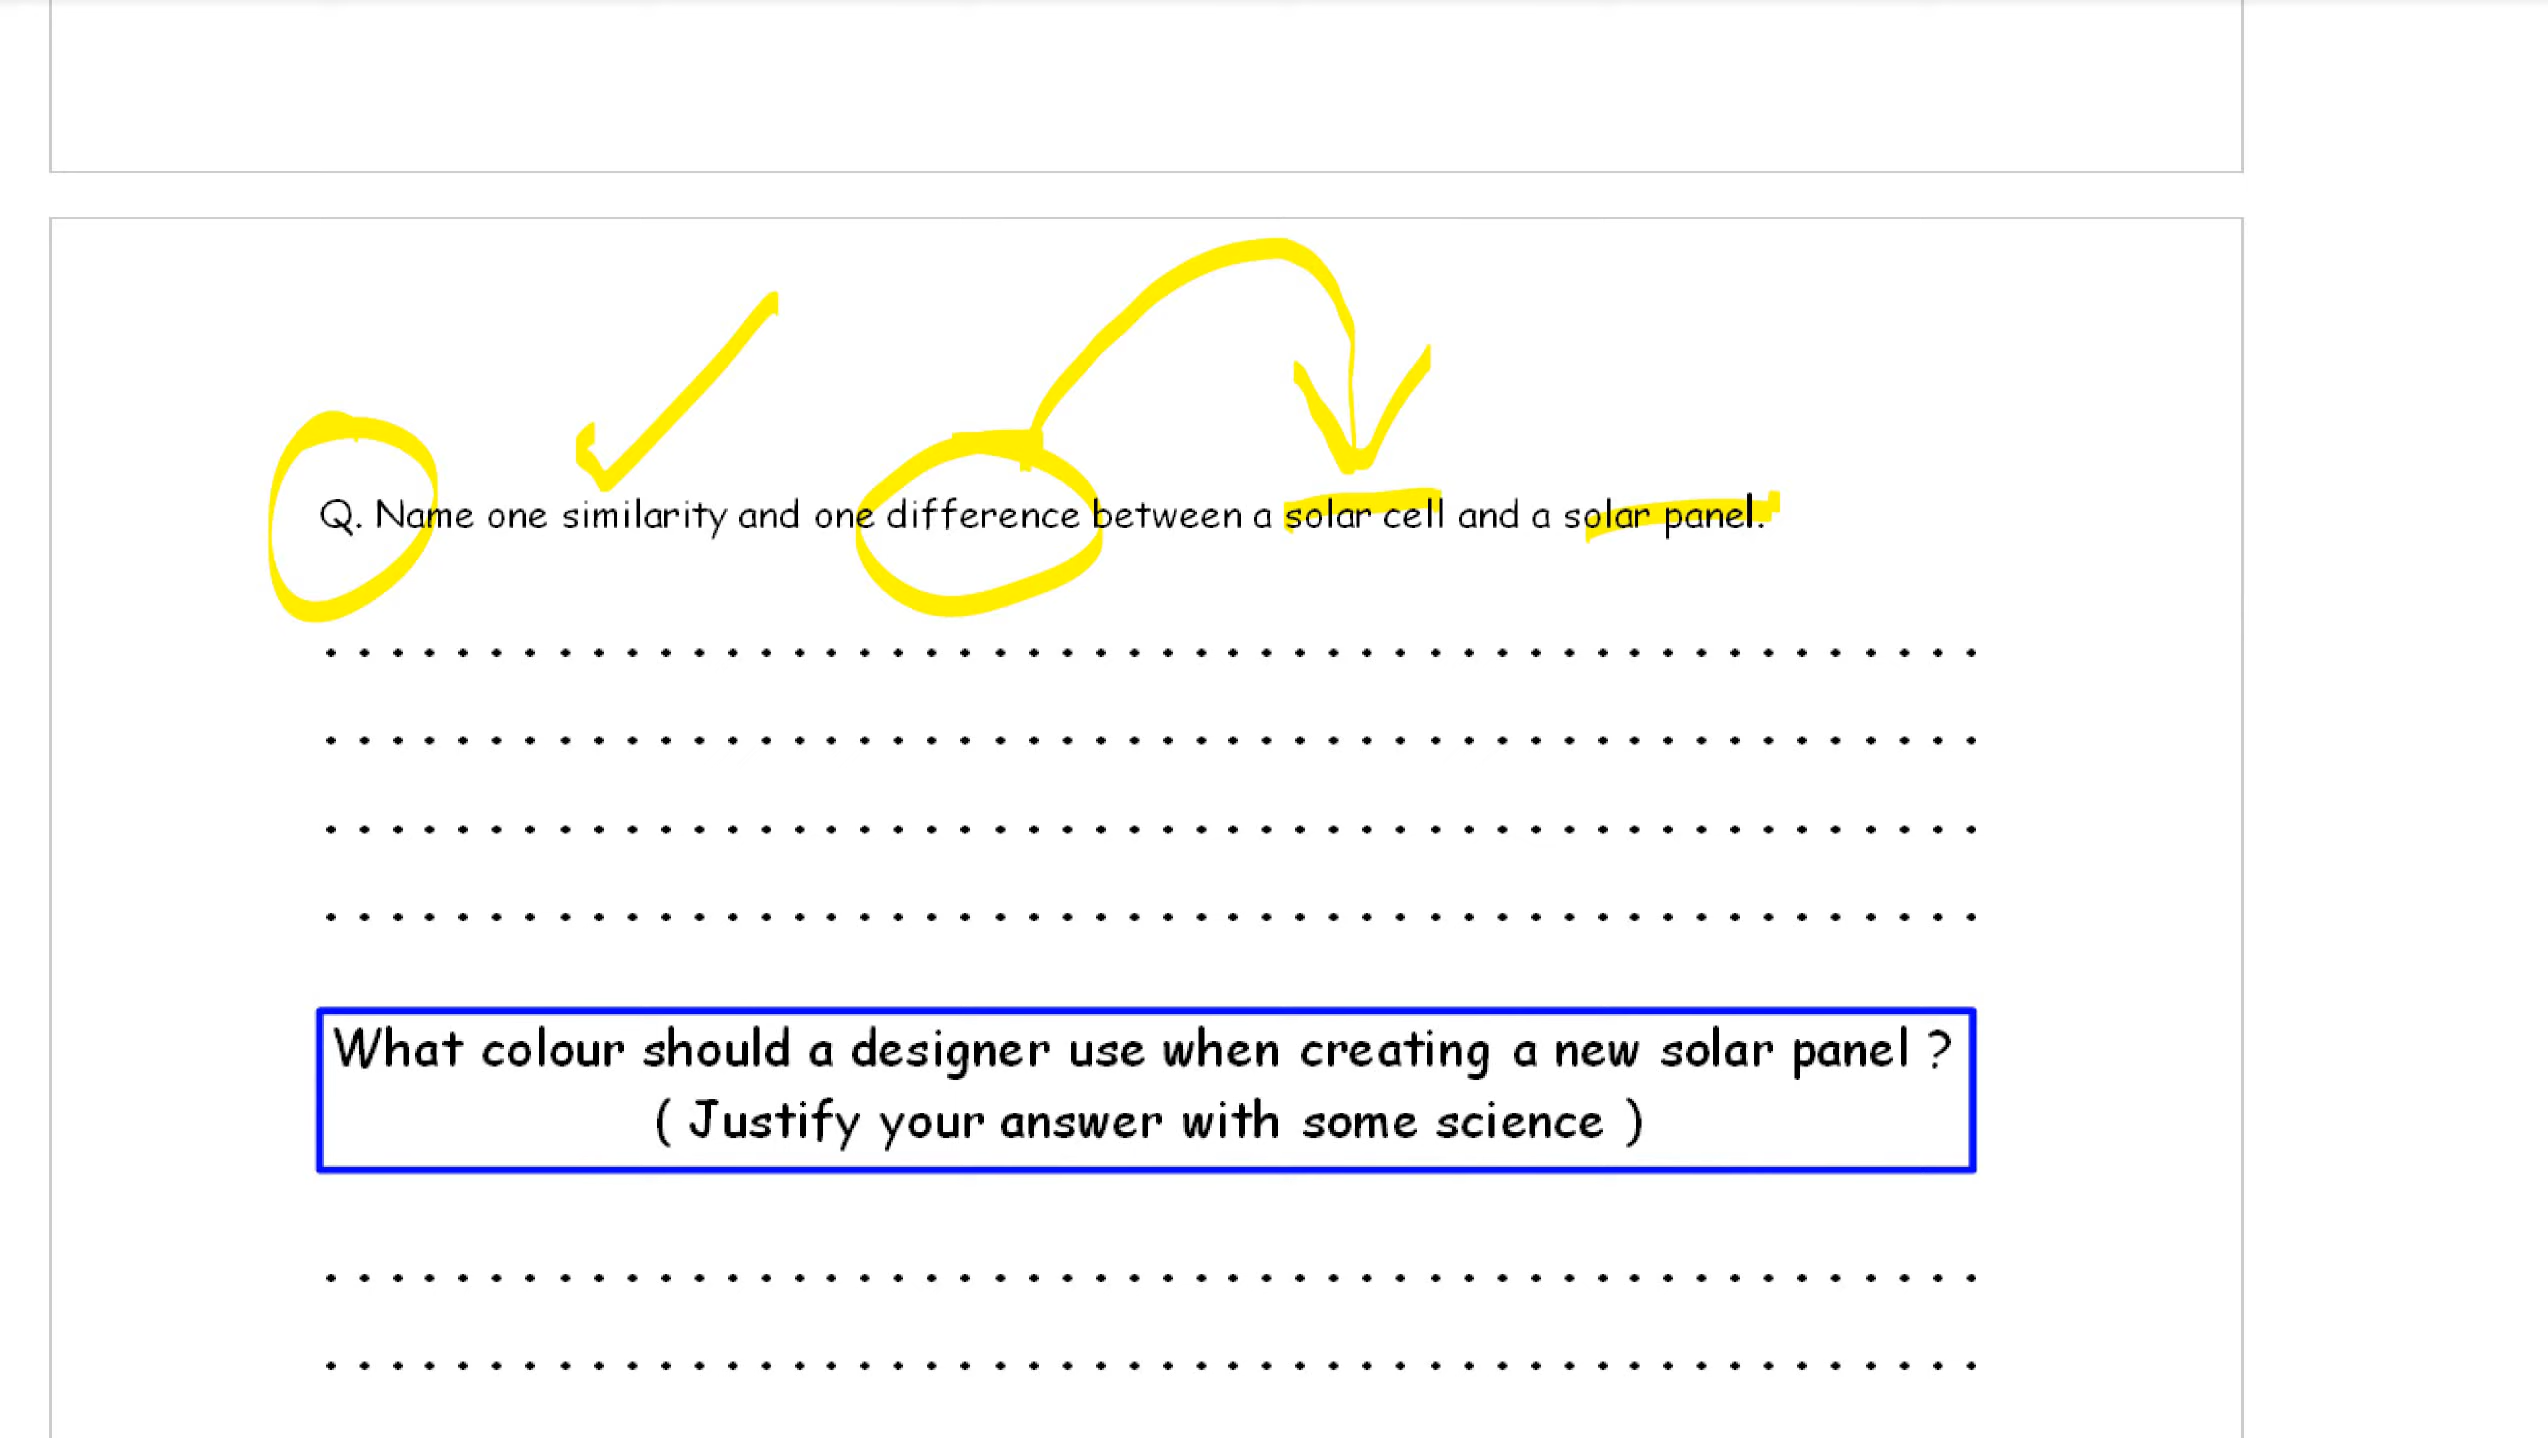 Q. Name one similarity and one difference between a solar cell and a solar panel.
What colour should a designer use when creating a new solar panel ?
( Justify your answer with some science )